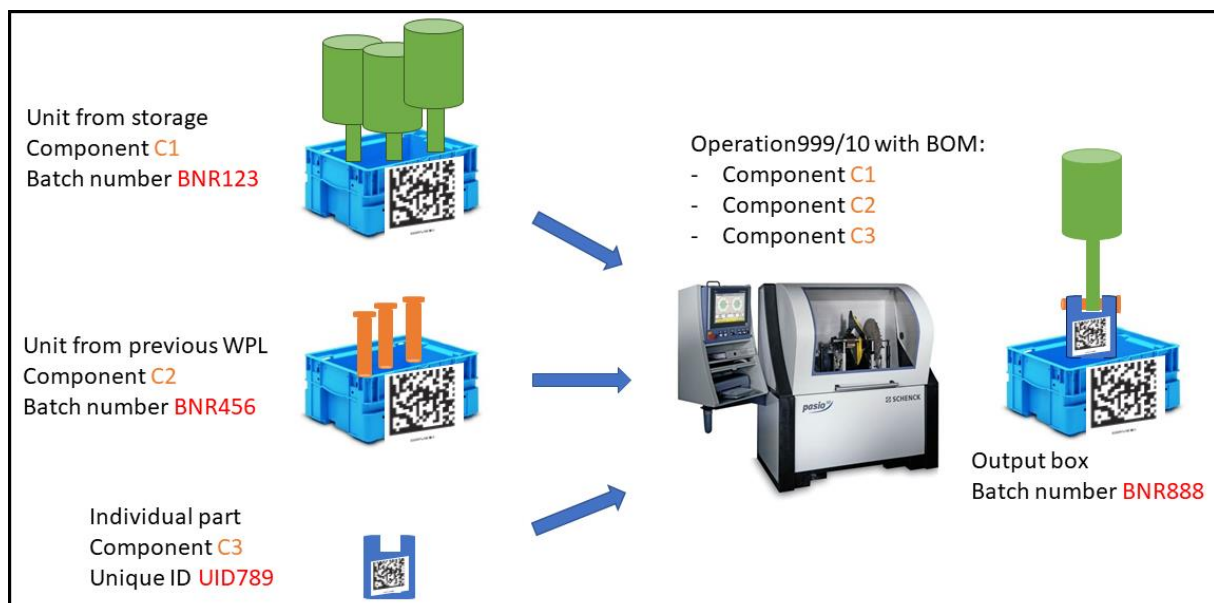 Unit from storage
Component C1
Batch number BNR123
Unit from previous WPL
Component C2
Batch number BNR456
Individual part
Component C3
Unique ID UID789
Operation999/10 with BOM:
- Component C1
- Component C2
- Component C3
pasio
SCHENCK
Output box
Batch number BNR888